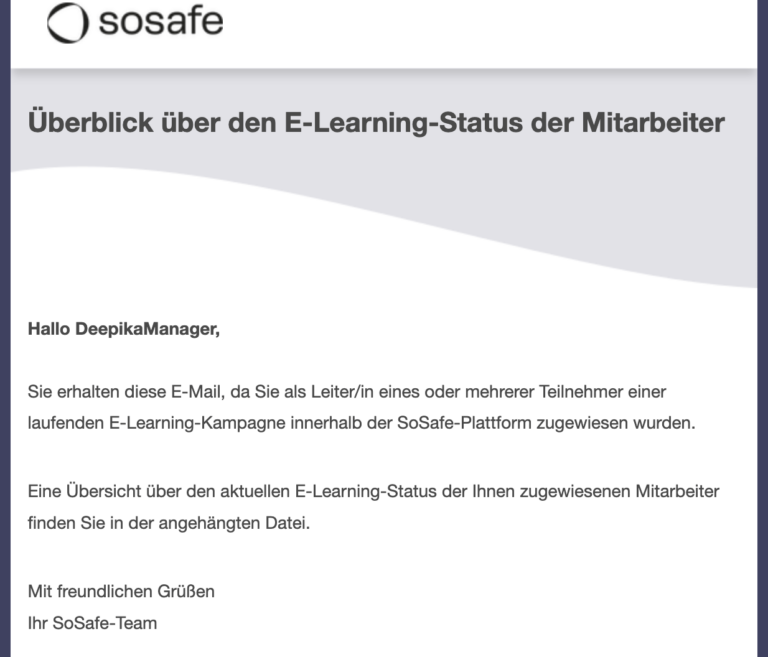 sosafe
Überblick über den E-Learning-Status der Mitarbeiter
Hallo DeepikaManager,
Sie erhalten diese E-Mail, da Sie als Leiter/in eines oder mehrerer Teilnehmer einer
laufenden E-Learning-Kampagne innerhalb der SoSafe-Plattform zugewiesen wurden.
Eine Übersicht über den aktuellen E-Learning-Status der Ihnen zugewiesenen Mitarbeiter
finden Sie in der angehängten Datei.
Mit freundlichen Grüßen
Ihr SoSafe-Team